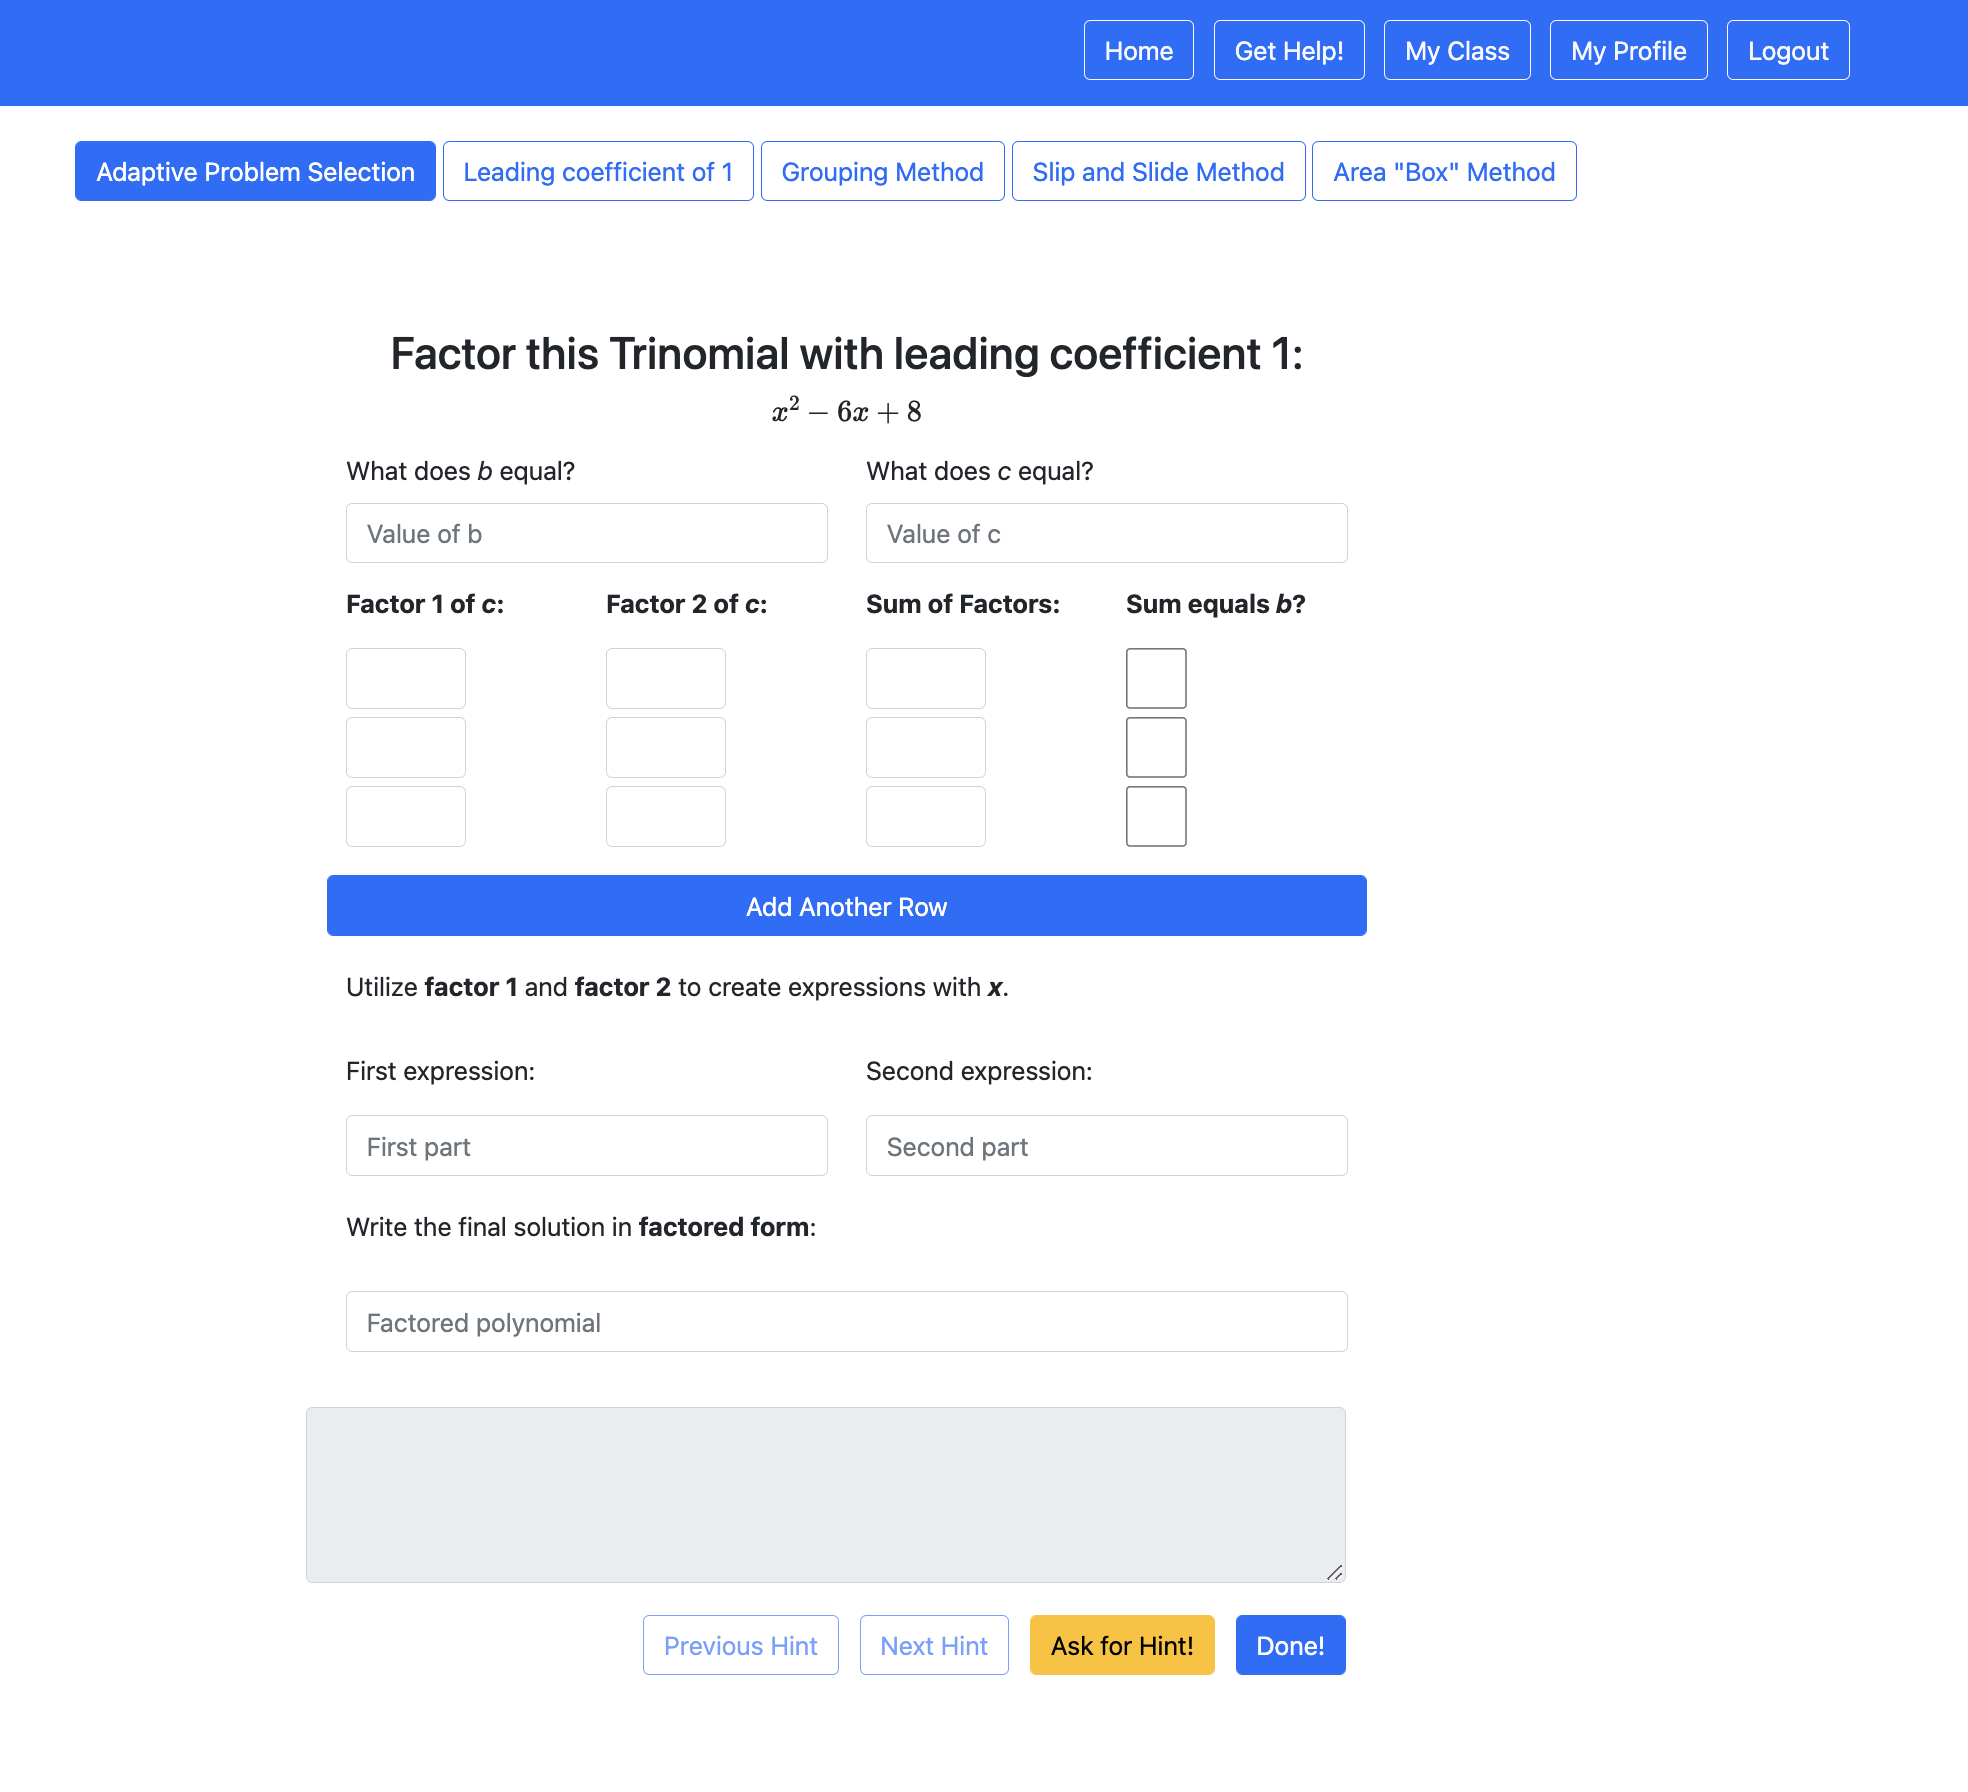 Home Get Help! My Class My Profile Logout
Adaptive Problem Selection Leading coefficient of 1 Grouping Method Slip and Slide Method Area "Box" Method
Factor this Trinomial with leading coefficient 1:
x² − 6x + 8
What does b equal? What does c equal?
Value of b Value of c
Factor 1 of c: Factor 2 of c: Sum of Factors: Sum equals b?
Add Another Row
Utilize factor 1 and factor 2 to create expressions with x.
First expression: Second expression:
First part Second part
Write the final solution in factored form:
Factored polynomial
Previous Hint Next Hint Ask for Hint! Done!